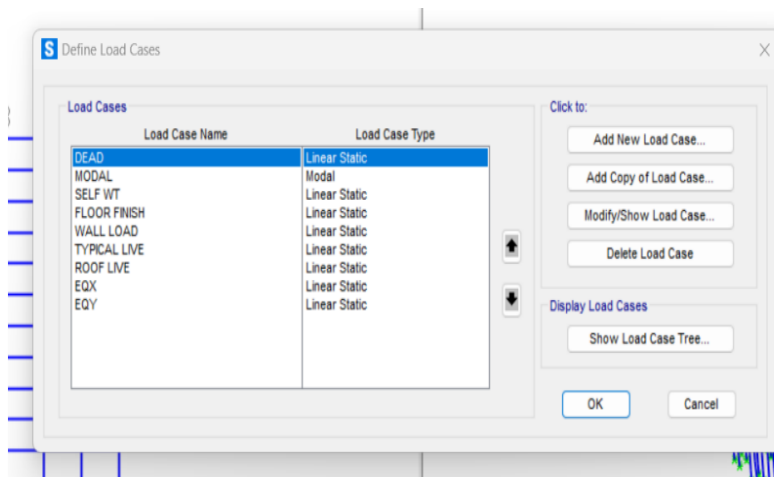 S Define Load Cases
Load Cases
Load Case Name Load Case Type
DEAD Linear Static
MODAL Modal
SELF WT Linear Static
FLOOR FINISH Linear Static
WALL LOAD Linear Static
TYPICAL LIVE Linear Static
ROOF LIVE Linear Static
EQX Linear Static
EQY Linear Static
Click to:
Add New Load Case...
Add Copy of Load Case...
Modify/Show Load Case...
Delete Load Case
Display Load Cases
Show Load Case Tree...
OK Cancel